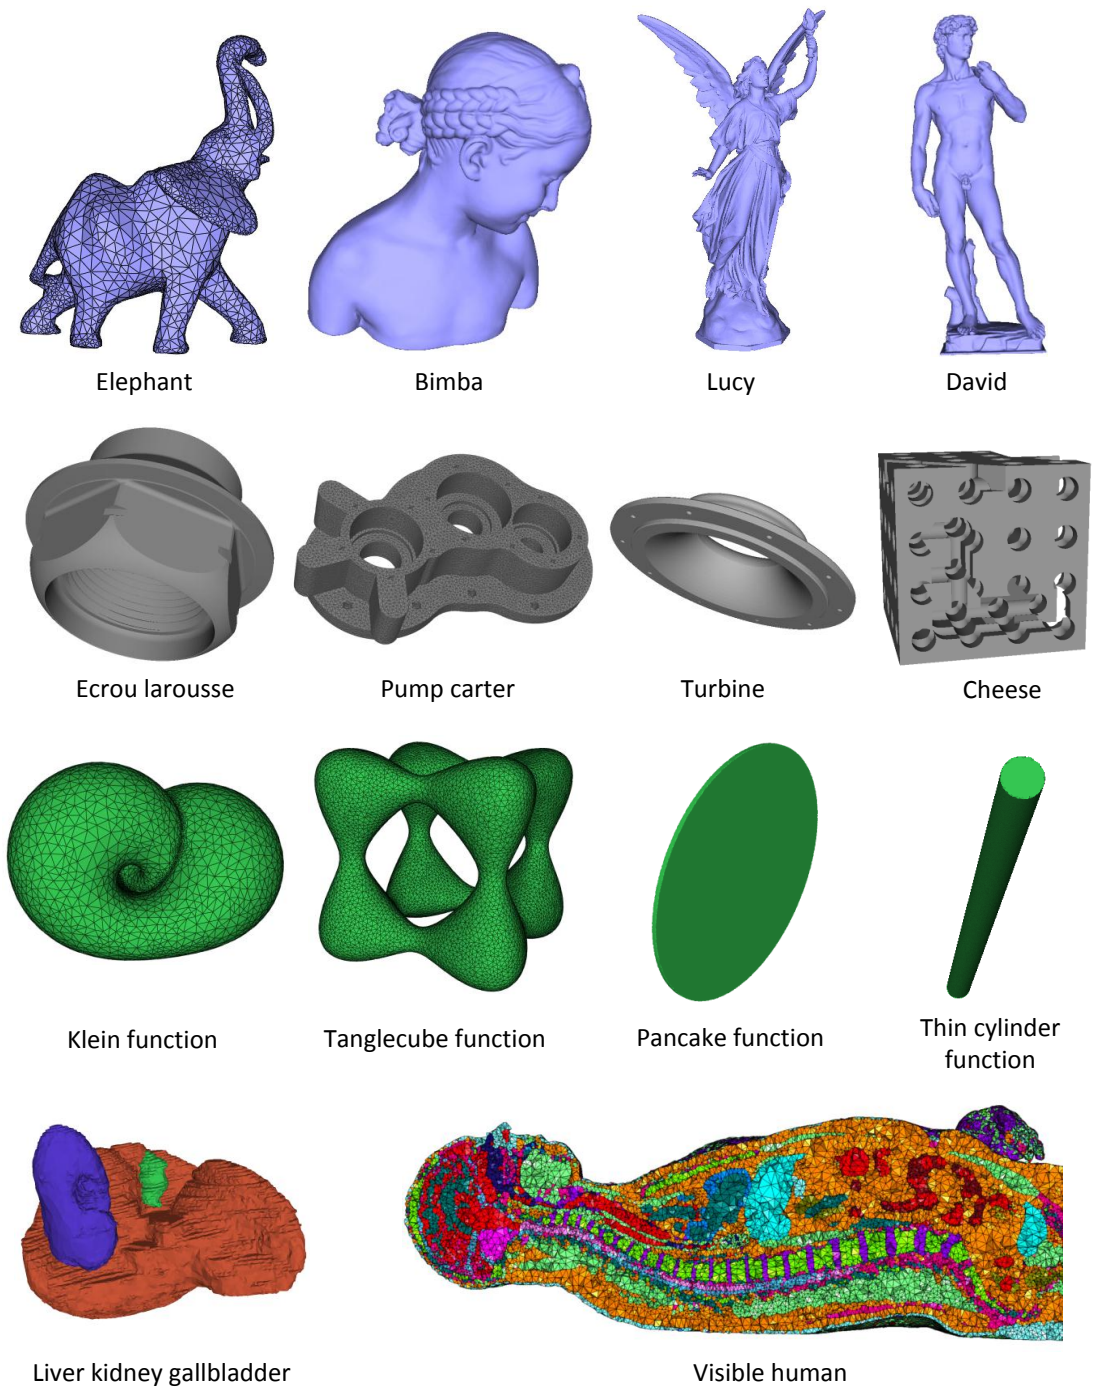 Elephant
Bimba
Lucy
David
Ecrou larousse
Pump carter
Turbine
Cheese
Klein function
Tanglecube function
Pancake function
Thin cylinder
function
Liver kidney gallbladder
Visible human